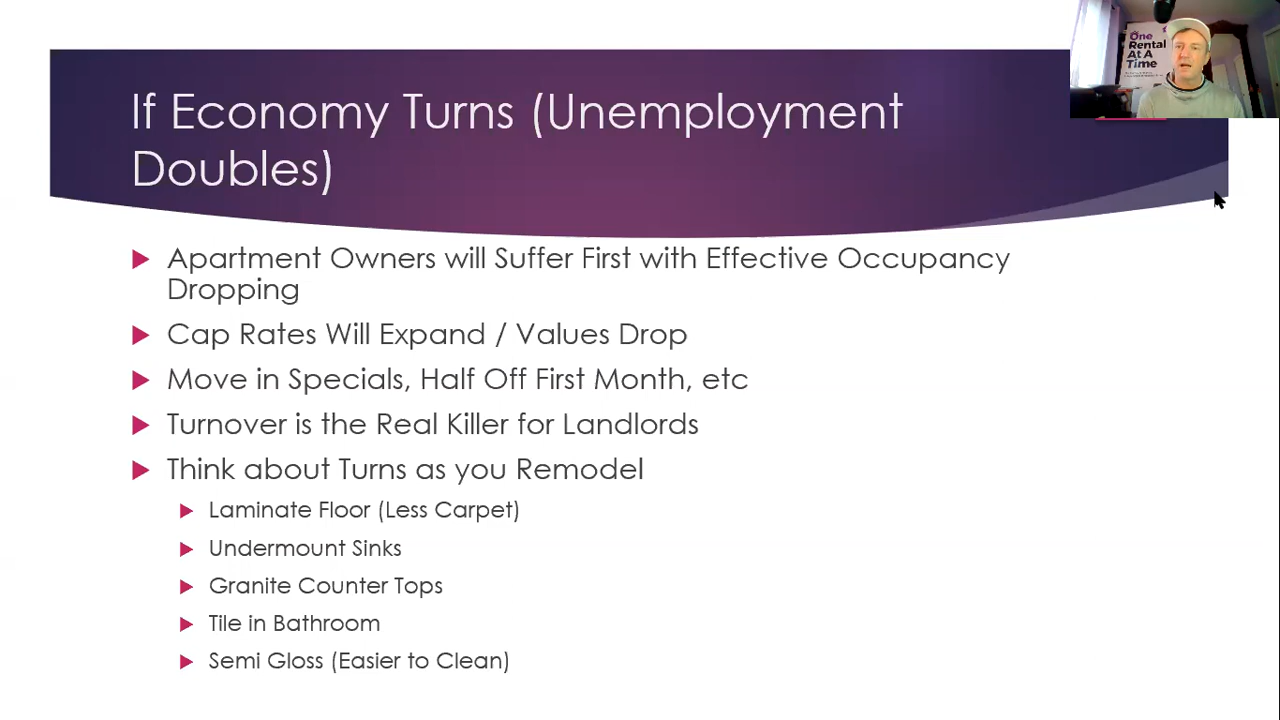 If Economy Turns (Unemployment
Doubles)
One
Rental
At A
Time
Apartment Owners will Suffer First with Effective Occupancy
Dropping
Cap Rates Will Expand / Values Drop
Move in Specials, Half Off First Month, etc
Turnover is the Real Killer for Landlords
Think about Turns as you Remodel
Laminate Floor (Less Carpet)
Undermount Sinks
Granite Counter Tops
Tile in Bathroom
Semi Gloss (Easier to Clean)